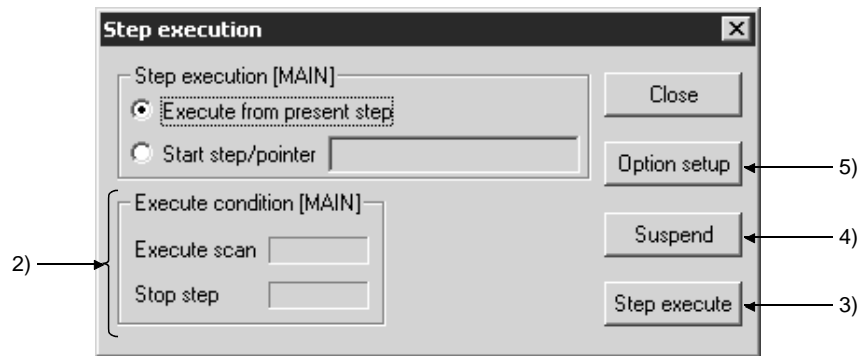 Step execution
Step execution [MAIN]
Execute from present step
Start step/pointer
Close
Option setup
5)
Execute condition [MAIN]
Execute scan
Stop step
2)
Suspend
4)
Step execute
3)